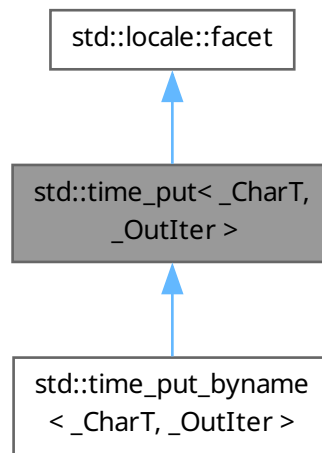 std::locale::facet
std::time_put< _CharT,
_OutIter >
std::time_put_byname
< _CharT, _OutIter >